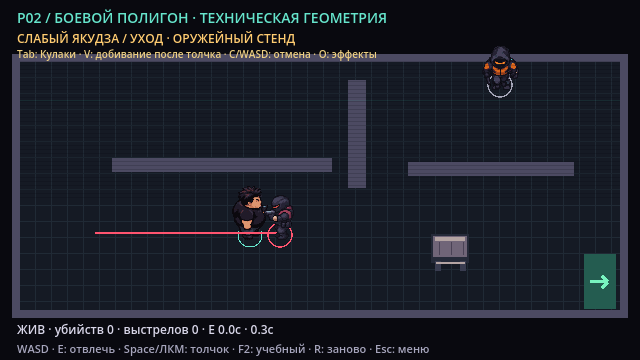 P02 / БОЕВОЙ ПОЛИГОН · ТЕХНИЧЕСКАЯ ГЕОМЕТРИЯ
СЛАБЫЙ ЯКУДЗА / УХОД · ОРУЖЕЙНЫЙ СТЕНД
Tab: Кулаки · V: добивание после толчка · C/WASD: отмена · O: эффекты
ЖИВ · убийств 0 · выстрелов 0 · E 0.0с · 0.3с
WASD · E: отвлечь · Space/ЛКМ: толчок · F2: учебный · R: заново · Esc: меню